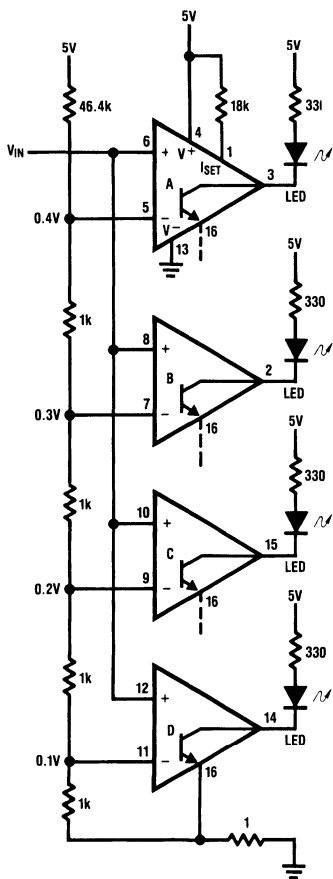 5V
5V
5V
46.4k
18k
331
VIN
6
+
4
V+
1
ISET
3
A
LED
0.4V
5
−
V−
16
13
5V
1k
330
8
+
2
B
LED
0.3V
7
−
16
5V
1k
330
10
+
15
C
LED
0.2V
9
−
16
5V
1k
330
12
+
14
D
LED
0.1V
11
−
16
1k
1